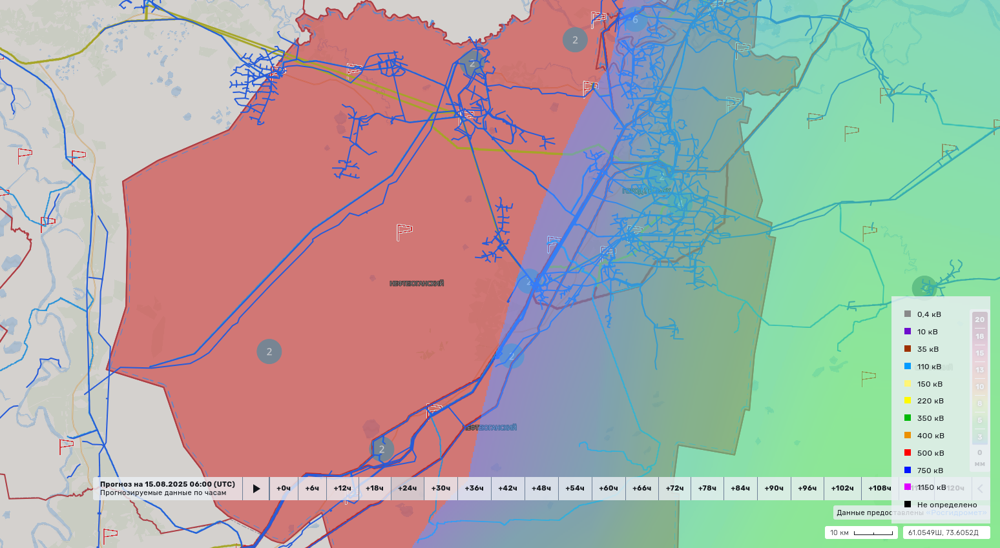 6
2
2
2
НЕФТЕЮГАНСКИЙ
2
2
2
НЕФТЕЮГАНСКИЙ
2
0,4 кВ
10 кВ
35 кВ
110 кВ
150 кВ
220 кВ
350 кВ
400 кВ
500 кВ
750 кВ
1150 кВ
Не определено
20
18
15
13
10
8
5
3
0
мм
Прогноз на 15.08.2025 06:00 (UTC)
Прогнозируемые данные по часам
+0ч +6ч +12ч +18ч +24ч +30ч +36ч +42ч +48ч +54ч +60ч +66ч +72ч +78ч +84ч +90ч +96ч +102ч +108ч
Данные предоставлены «Росгидромет»
10 км
61.0549Ш, 73.6052Д